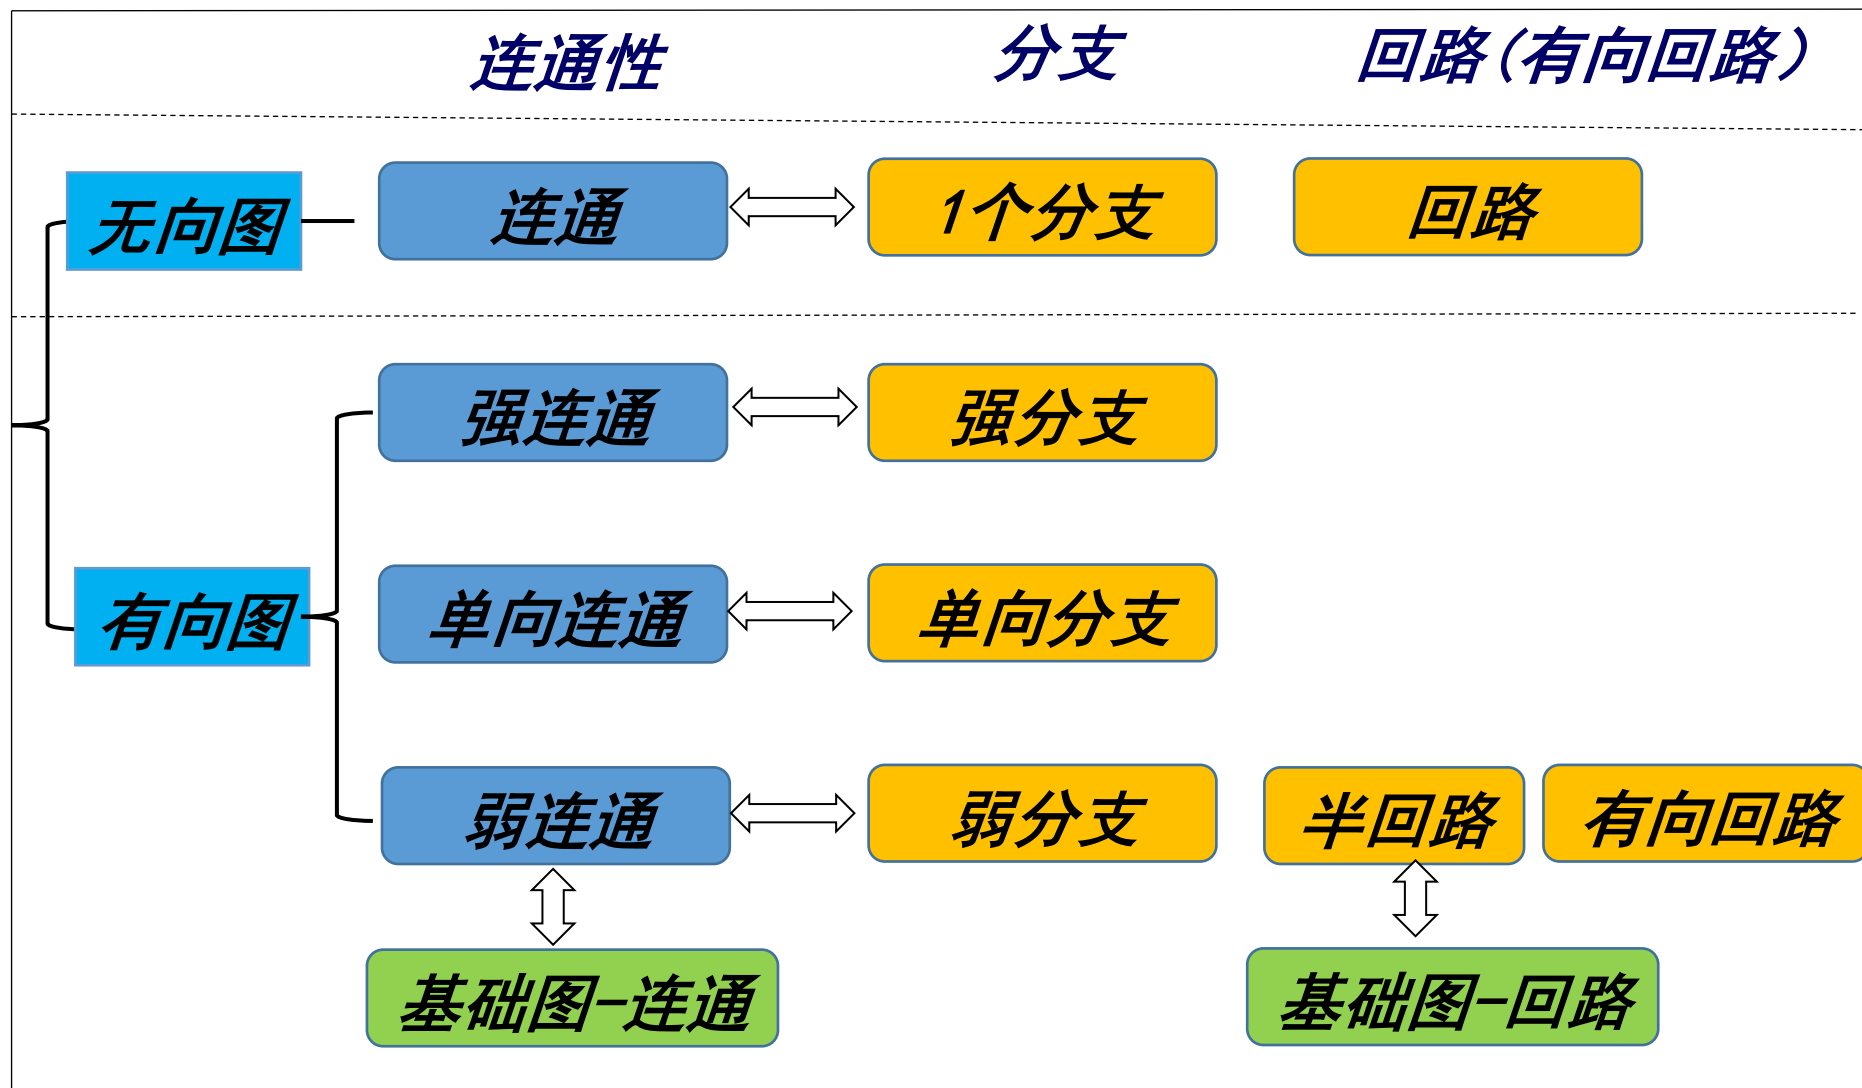 连通性 分支 回路(有向回路)
无向图 连通 1个分支 回路
强连通 强分支
有向图 单向连通 单向分支
弱连通 弱分支 半回路 有向回路
基础图-连通 基础图-回路